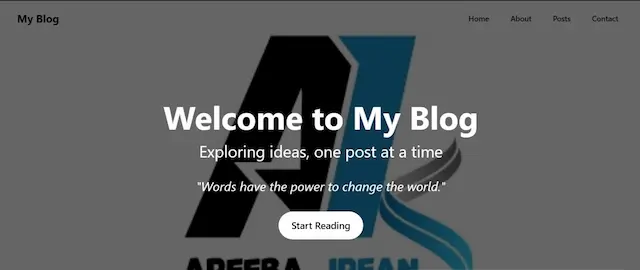 My Blog
Home About Posts Contact
Welcome to My Blog
Exploring ideas, one post at a time
"Words have the power to change the world."
Start Reading